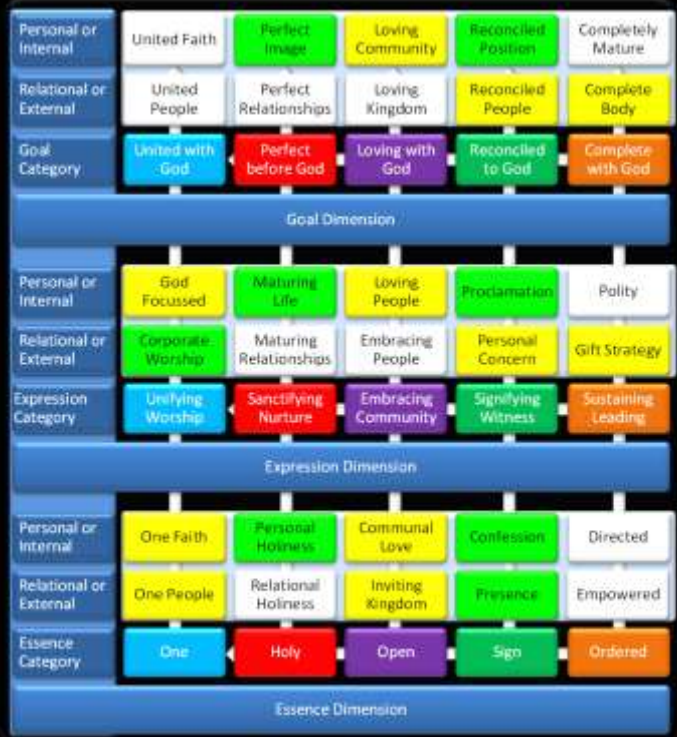 Personal or Internal United Faith Perfect Image Loving Community Reconciled Position Completely Mature
Relational or External United People Perfect Relationships Loving Kingdom Reconciled People Complete Body
Goal Category United with God Perfect before God Loving with God Reconciled to God Complete with God
Goal Dimension
Personal or Internal God Focussed Maturing Life Loving People Proclamation Polity
Relational or External Corporate Worship Maturing Relationships Embracing People Personal Concern Gift Strategy
Expression Category Unifying Worship Sanctifying Nurture Embracing Community Signifying Witness Sustaining Leading
Expression Dimension
Personal or Internal One Faith Personal Holiness Communal Love Confession Directed
Relational or External One People Relational Holiness Inviting Kingdom Presence Empowered
Essence Category One Holy Open Sign Ordered
Essence Dimension